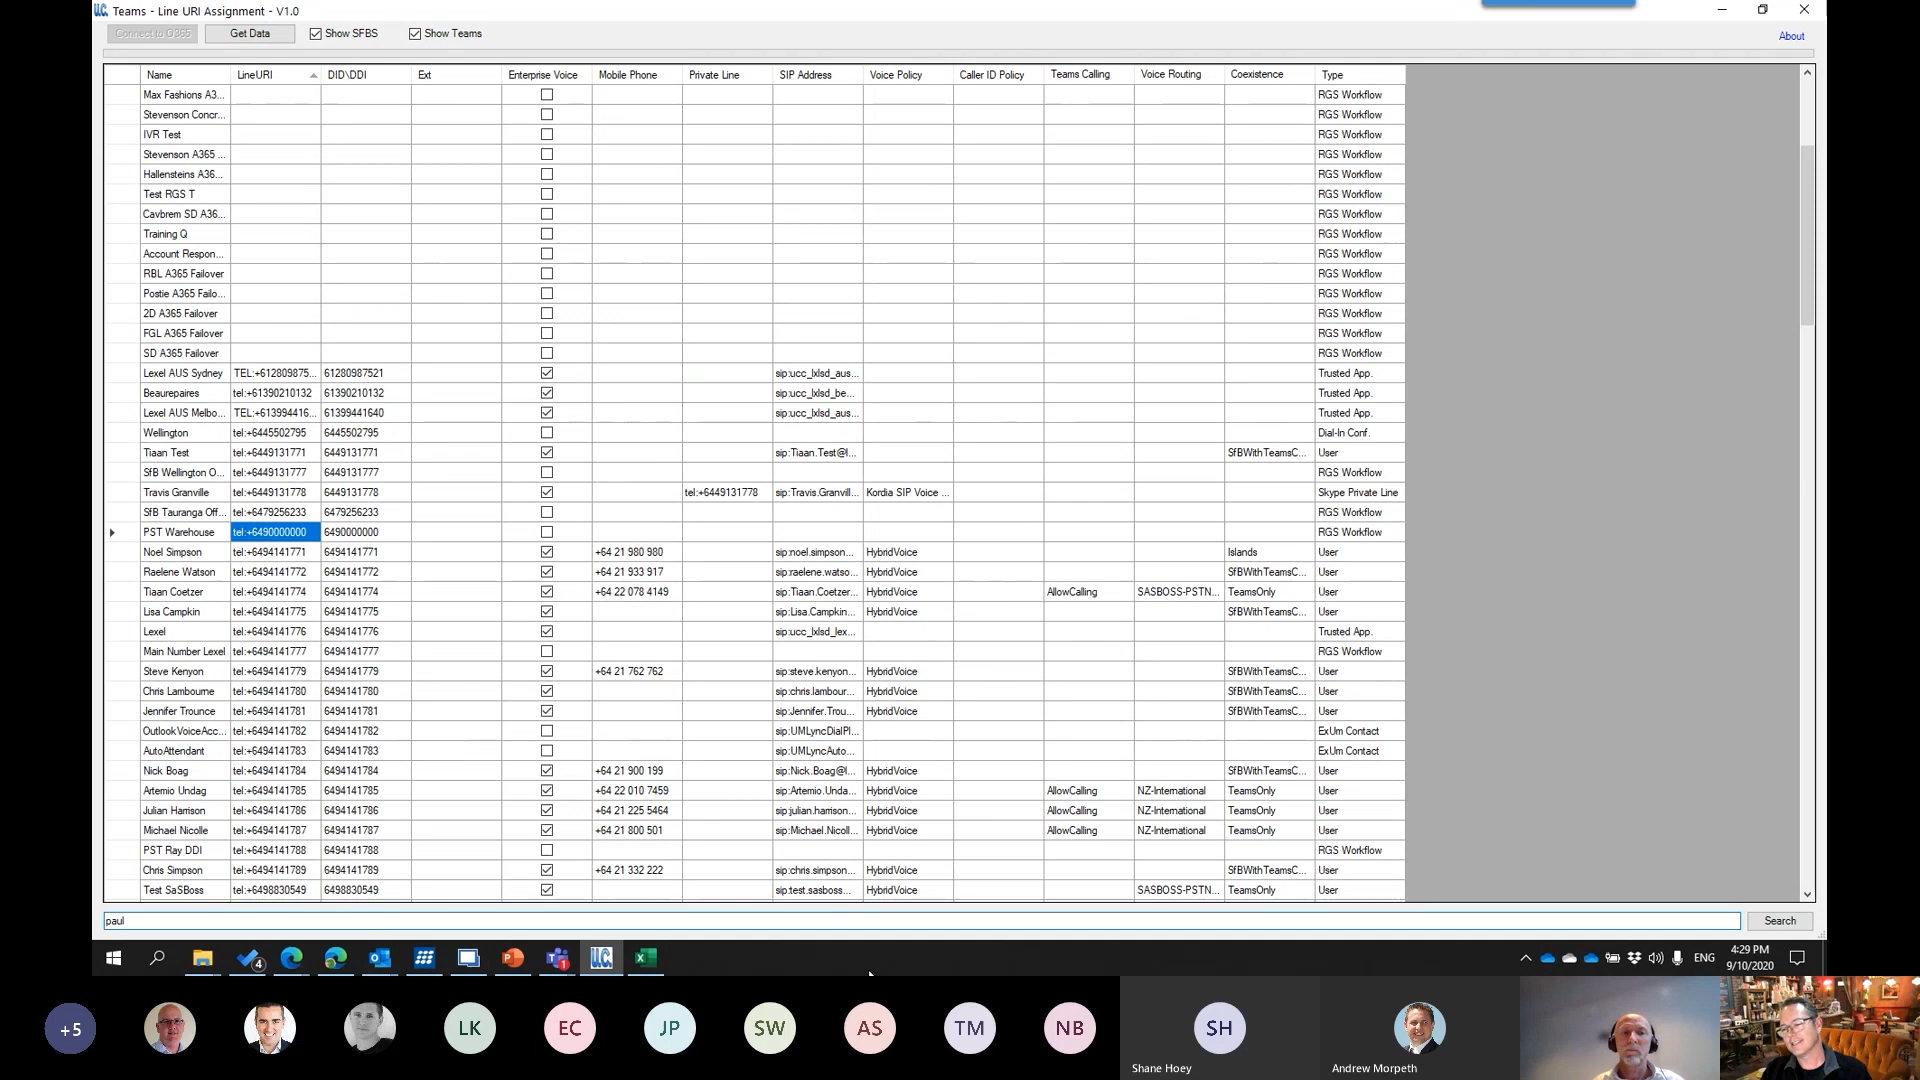 U.C. Teams - Line URI Assignment - V1.0
Connect to O365 Get Data Show SFBS Show Teams About
Name LineURI DID\DDI Ext Enterprise Voice Mobile Phone Private Line SIP Address Voice Policy Caller ID Policy Teams Calling Voice Routing Coexistence Type
Max Fashions A3... RGS Workflow
Stevenson Concr... RGS Workflow
IVR Test RGS Workflow
Stevenson A365 ... RGS Workflow
Hallensteins A36... RGS Workflow
Test RGS T RGS Workflow
Cavbrem SD A36... RGS Workflow
Training Q RGS Workflow
Account Respon... RGS Workflow
RBL A365 Failover RGS Workflow
Postie A365 Failo... RGS Workflow
2D A365 Failover RGS Workflow
FGL A365 Failover RGS Workflow
SD A365 Failover RGS Workflow
Lexel AUS Sydney TEL:+612809875... 61280987521 sip:ucc_lxlsd_aus... Trusted App.
Beaurepaires tel:+61390210132 61390210132 sip:ucc_lxlsd_be... Trusted App.
Lexel AUS Melbo... TEL:+613994416... 61399441640 sip:ucc_lxlsd_aus... Trusted App.
Wellington tel:+6445502795 6445502795 Dial-In Conf.
Tiaan Test tel:+6449131771 6449131771 sip:Tiaan.Test@l... SfBWithTeamsC... User
SfB Wellington O... tel:+6449131777 6449131777 RGS Workflow
Travis Granville tel:+6449131778 6449131778 tel:+6449131778 sip:Travis.Granvill... Kordia SIP Voice ... Skype Private Line
SfB Tauranga Off... tel:+6479256233 6479256233 RGS Workflow
PST Warehouse tel:+6490000000 6490000000 RGS Workflow
Noel Simpson tel:+6494141771 6494141771 +64 21 980 980 sip:noel.simpson... HybridVoice Islands User
Raelene Watson tel:+6494141772 6494141772 +64 21 933 917 sip:raelene.watso... HybridVoice SfBWithTeamsC... User
Tiaan Coetzer tel:+6494141774 6494141774 +64 22 078 4149 sip:Tiaan.Coetzer... HybridVoice AllowCalling SASBOSS-PSTN... TeamsOnly User
Lisa Campkin tel:+6494141775 6494141775 sip:Lisa.Campkin... HybridVoice SfBWithTeamsC... User
Lexel tel:+6494141776 6494141776 sip:ucc_lxlsd_lex... Trusted App.
Main Number Lexel tel:+6494141777 6494141777 RGS Workflow
Steve Kenyon tel:+6494141779 6494141779 +64 21 762 762 sip:steve.kenyon... HybridVoice SfBWithTeamsC... User
Chris Lambourne tel:+6494141780 6494141780 sip:chris.lambour... HybridVoice SfBWithTeamsC... User
Jennifer Trounce tel:+6494141781 6494141781 sip:Jennifer.Trou... HybridVoice SfBWithTeamsC... User
OutlookVoiceAcc... tel:+6494141782 6494141782 sip:UMLyncDialPl... ExUm Contact
AutoAttendant tel:+6494141783 6494141783 sip:UMLyncAuto... ExUm Contact
Nick Boag tel:+6494141784 6494141784 +64 21 900 199 sip:Nick.Boag@l... HybridVoice SfBWithTeamsC... User
Artemio Undag tel:+6494141785 6494141785 +64 22 010 7459 sip:Artemio.Unda... HybridVoice AllowCalling NZ-International TeamsOnly User
Julian Harrison tel:+6494141786 6494141786 +64 21 225 5464 sip:julian.harrison... HybridVoice AllowCalling NZ-International TeamsOnly User
Michael Nicolle tel:+6494141787 6494141787 +64 21 800 501 sip:Michael.Nicoll... HybridVoice AllowCalling NZ-International TeamsOnly User
PST Ray DDI tel:+6494141788 6494141788 RGS Workflow
Chris Simpson tel:+6494141789 6494141789 +64 21 332 222 sip:chris.simpson... HybridVoice SfBWithTeamsC... User
Test SaSBoss tel:+6498830549 6498830549 sip:test.sasboss... HybridVoice SASBOSS-PSTN... TeamsOnly User
paul Search
4 1 U.C. ENG 4:29 PM
9/10/2020
+5 LK EC JP SW AS TM NB SH
Shane Hoey Andrew Morpeth